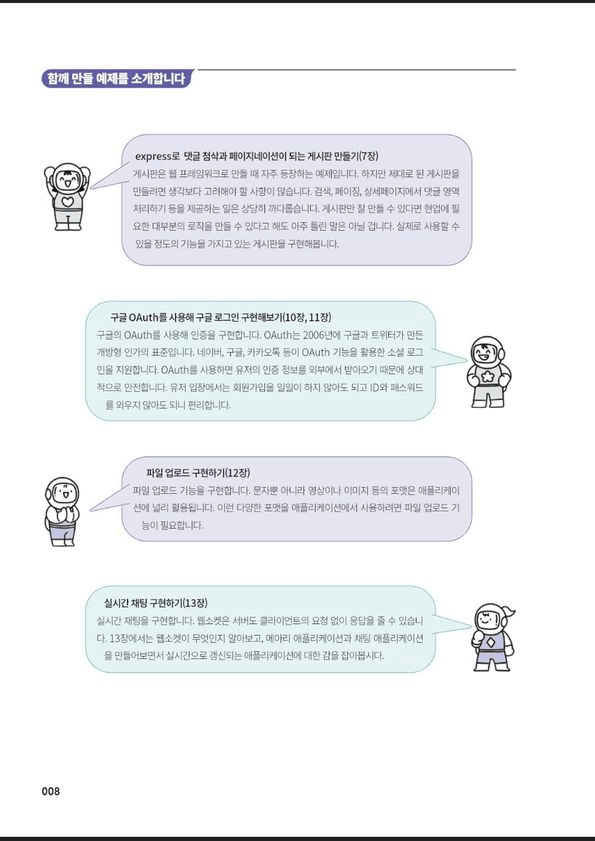 함께 만들 예제를 소개합니다
express로 댓글 첨삭과 페이지네이션이 되는 게시판 만들기(7장)
게시판은 웹 프레임워크로 만들 때 자주 등장하는 예제입니다. 하지만 제대로 된 게시판을
만들려면 생각보다 고려해야 할 사항이 많습니다. 검색, 페이징, 상세페이지에서 댓글 영역
처리하기 등을 제공하는 일은 상당히 까다롭습니다. 게시판만 잘 만들 수 있다면 현업에 필
요한 대부분의 로직을 만들 수 있다고 해도 아주 틀린 말은 아닐 겁니다. 실제로 사용할 수
있을 정도의 기능을 가지고 있는 게시판을 구현해봅니다.
구글 OAuth를 사용해 구글 로그인 구현해보기(10장, 11장)
구글의 OAuth를 사용해 인증을 구현합니다. OAuth는 2006년에 구글과 트위터가 만든
개방형 인가의 표준입니다. 네이버, 구글, 카카오톡 등이 OAuth 기능을 활용한 소셜 로그
인을 지원합니다. OAuth를 사용하면 유저의 인증 정보를 외부에서 받아오기 때문에 상대
적으로 안전합니다. 유저 입장에서는 회원가입을 일일이 하지 않아도 되고 ID와 패스워드
를 외우지 않아도 되니 편리합니다.
파일 업로드 구현하기(12장)
파일 업로드 기능을 구현합니다. 문자뿐 아니라 영상이나 이미지 등의 포맷은 애플리케이
션에 널리 활용됩니다. 이런 다양한 포맷을 애플리케이션에서 사용하려면 파일 업로드 기
능이 필요합니다.
실시간 채팅 구현하기(13장)
실시간 채팅을 구현합니다. 웹소켓은 서버도 클라이언트의 요청 없이 응답을 줄 수 있습니
다. 13장에서는 웹소켓이 무엇인지 알아보고, 메아리 애플리케이션과 채팅 애플리케이션
을 만들어보면서 실시간으로 갱신되는 애플리케이션에 대한 감을 잡아봅시다.
008